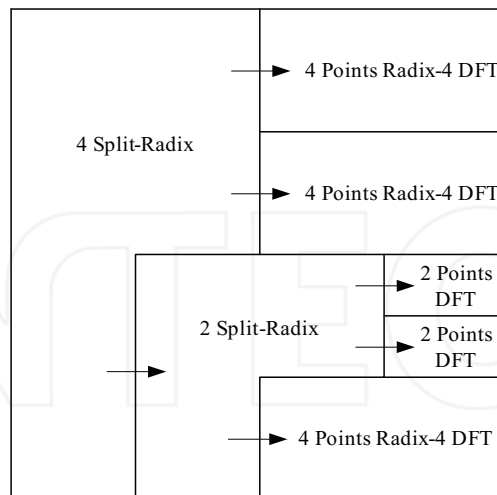 4 Points Radix-4 DFT
4 Split-Radix
4 Points Radix-4 DFT
2 Points
DFT
2 Split-Radix
2 Points
DFT
4 Points Radix-4 DFT